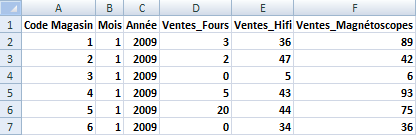 A B C D E F
1 Code Magasin Mois Année Ventes_Fours Ventes_Hifi Ventes_Magnétoscopes
2 1 1 2009 3 36 89
3 2 1 2009 2 47 42
4 3 1 2009 0 5 6
5 4 1 2009 5 43 93
6 5 1 2009 20 44 75
7 6 1 2009 0 34 36